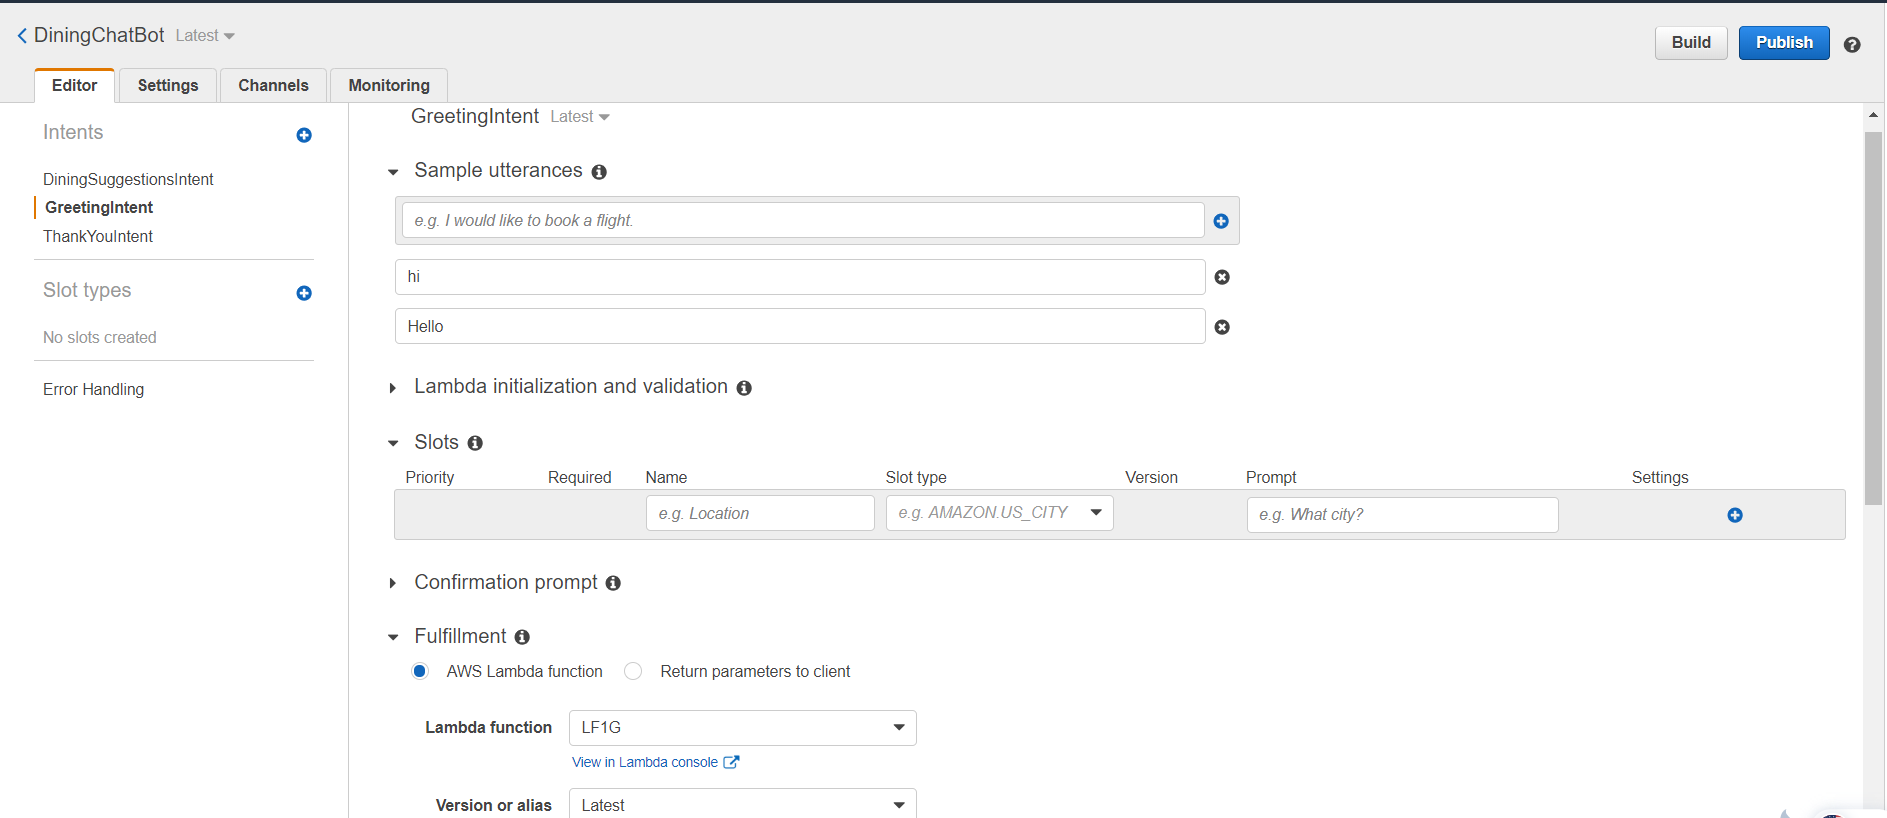 DiningChatBot Latest
Build Publish
Editor Settings Channels Monitoring
Intents
DiningSuggestionsIntent
GreetingIntent
ThankYouIntent
Slot types
No slots created
Error Handling
GreetingIntent Latest
Sample utterances
e.g. I would like to book a flight.
hi
Hello
Lambda initialization and validation
Slots
Priority Required Name Slot type Version Prompt Settings
e.g. Location e.g. AMAZON.US_CITY e.g. What city?
Confirmation prompt
Fulfillment
AWS Lambda function Return parameters to client
Lambda function LF1G
View in Lambda console
Version or alias Latest